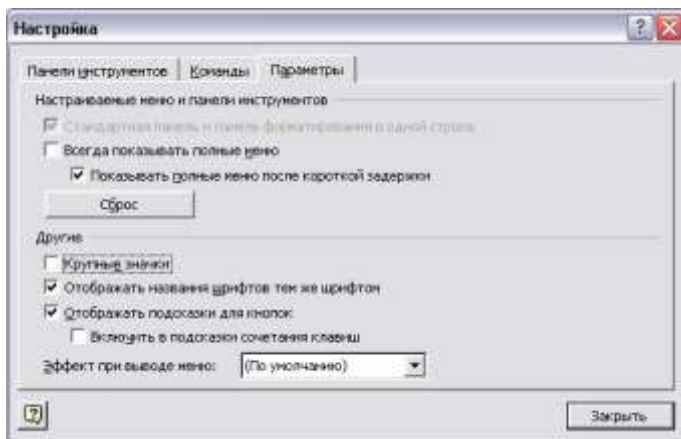 Настройка
Панели инструментов
Команды
Параметры
Настраиваемые меню и панели инструментов
Стандартная панель и панель форматирования в одной строке
Всегда показывать полные меню
Показывать полные меню после короткой задержки
Сброс
Другие
Крупные значки
Отображать названия шрифтов тем же шрифтом
Отображать подсказки для кнопок
Включить в подсказки сочетания клавиш
Эффект при выводе меню: (По умолчанию)
Закрыть